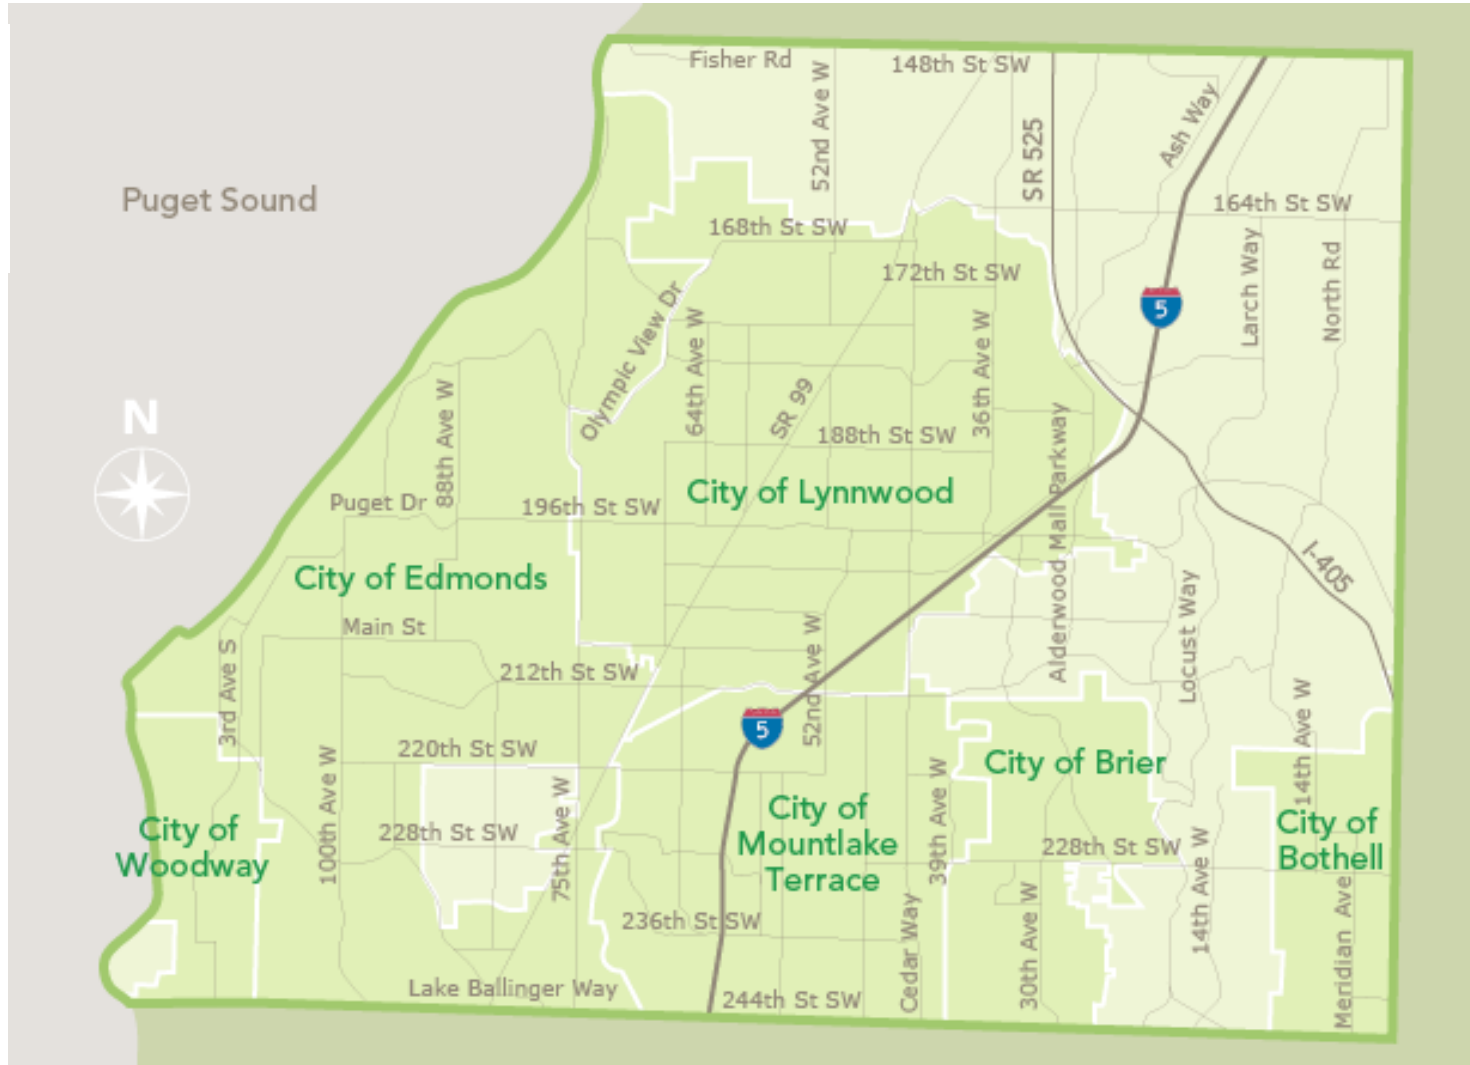 Fisher Rd
148th St SW
52nd Ave W
SR 525
Ash Way
Puget Sound
164th St SW
168th St SW
Larch Way
North Rd
172th St SW
5
Olympic View Dr
64th Ave W
36th Ave W
SR 99
N
88th Ave W
188th St SW
Alderwood Mall Parkway
City of Lynnwood
Puget Dr
196th St SW
I-405
City of Edmonds
Locust Way
Main St
3rd Ave S
212th St SW
52nd Ave W
14th Ave W
5
220th St SW
City of Brier
100th Ave W
75th Ave W
39th Ave W
City of
Mountlake
Terrace
City of
Woodway
228th St SW
228th St SW
City of
Bothell
14th Ave W
236th St SW
Cedar Way
30th Ave W
Meridian Ave
Lake Ballinger Way
244th St SW